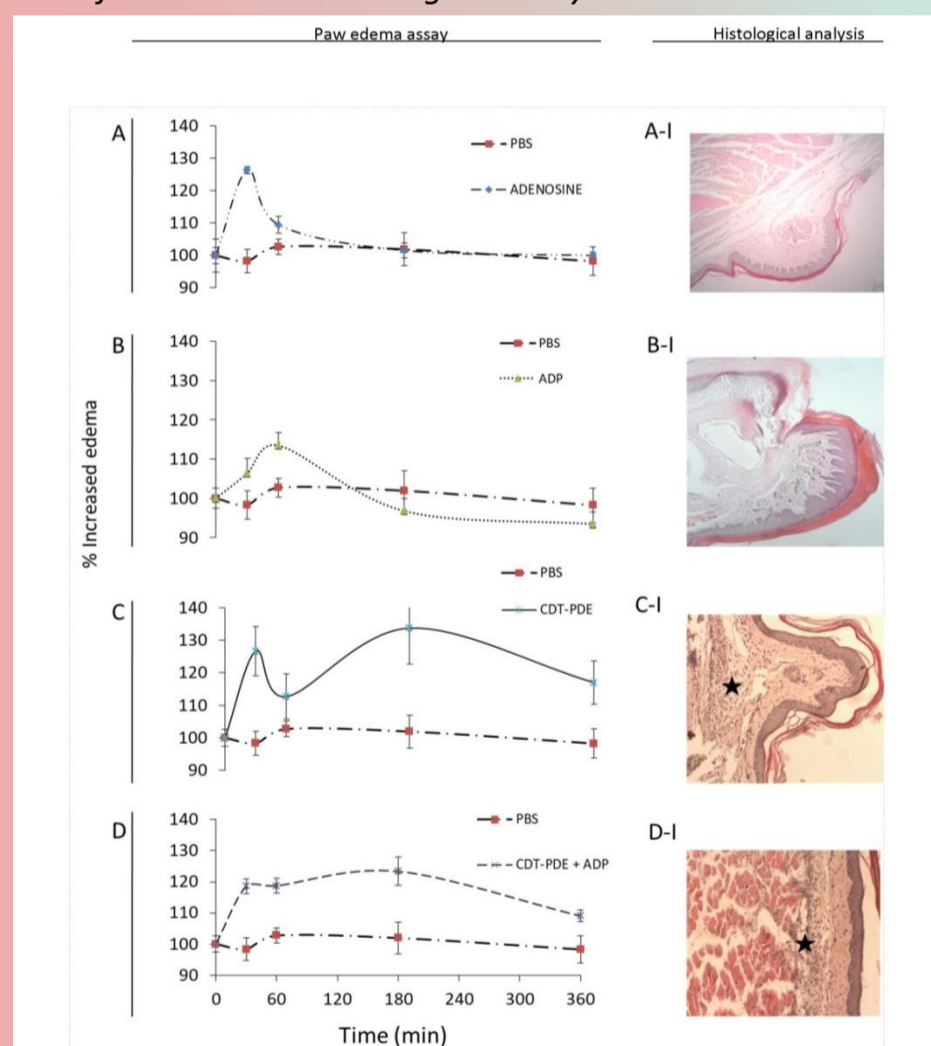 Paw edema assay
Histological analysis
A
140
130
120
110
100
90
PBS
ADENOSINE
A-I
B
140
130
120
110
100
90
PBS
ADP
B-I
% Increased edema
C
140
130
120
110
100
90
PBS
CDT-PDE
C-I
D
140
130
120
110
100
90
PBS
CDT-PDE + ADP
D-I
0 60 120 180 240 300 360
Time (min)